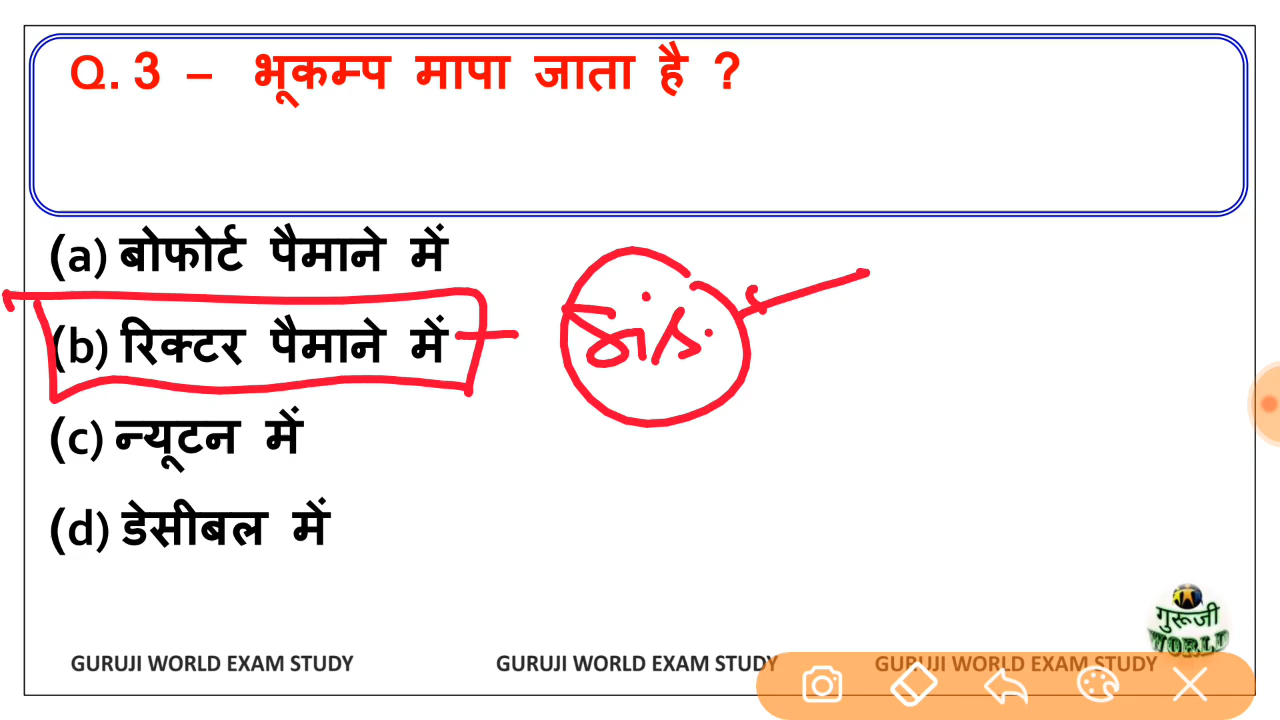 Q. 3 – भूकम्प मापा जाता है ?
(a) बोफोर्ट पैमाने में
(b) रिक्टर पैमाने में
(c) न्यूटन में
(d) डेसीबल में
गुरूजी
WORLD
GURUJI WORLD EXAM STUDY GURUJI WORLD EXAM STUDY GURUJI WORLD EXAM STUDY